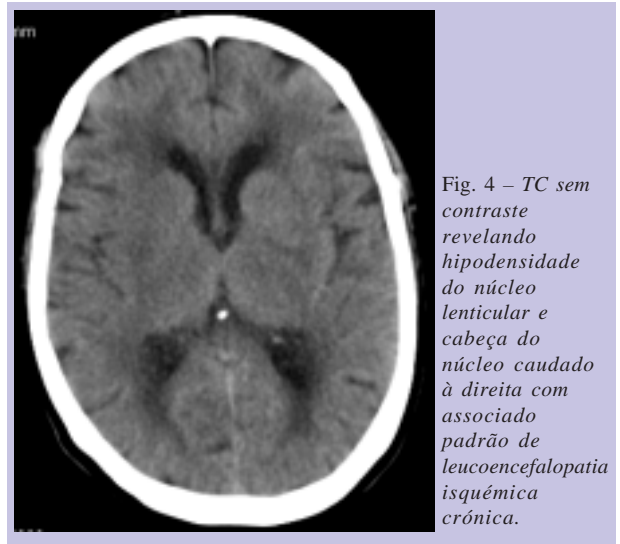 mm
Fig. 4 – TC sem
contraste
revelando
hipodensidade
do núcleo
lenticular e
cabeça do
núcleo caudado
à direita com
associado
padrão de
leucoencefalopatia
isquémica
crónica.